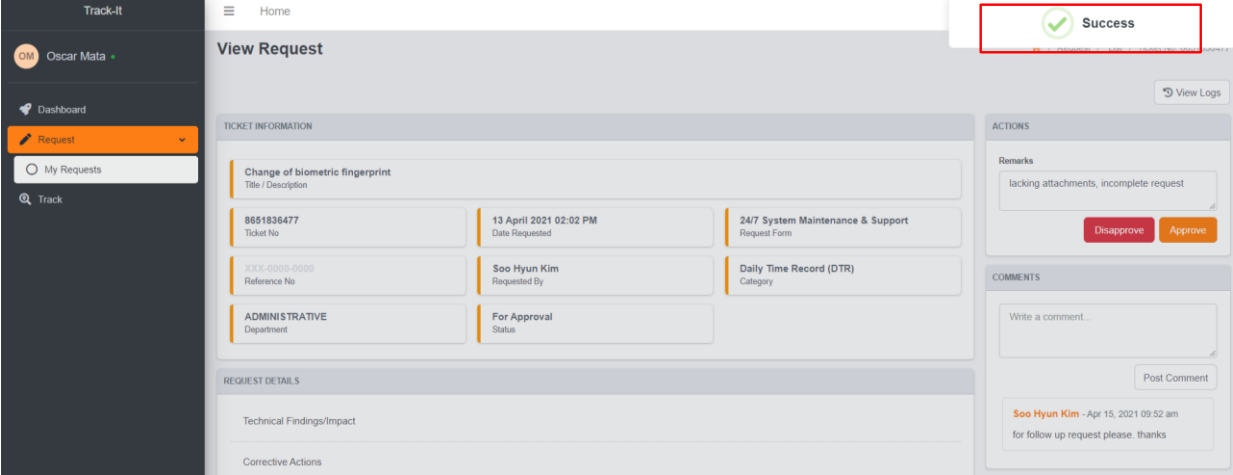 Track-It
Home
Success
OM Oscar Mata
View Request
Ticket No. 8651836477
Dashboard
View Logs
Request
TICKET INFORMATION
ACTIONS
My Requests
Change of biometric fingerprint
Title / Description
Remarks
lacking attachments, incomplete request
Track
8651836477
Ticket No
13 April 2021 02:02 PM
Date Requested
24/7 System Maintenance & Support
Request Form
Disapprove
Approve
XXX-0000-0000
Reference No
Soo Hyun Kim
Requested By
Daily Time Record (DTR)
Category
COMMENTS
ADMINISTRATIVE
Department
For Approval
Status
Write a comment...
Post Comment
REQUEST DETAILS
Technical Findings/Impact
Soo Hyun Kim - Apr 15, 2021 09:52 am
for follow up request please. thanks
Corrective Actions